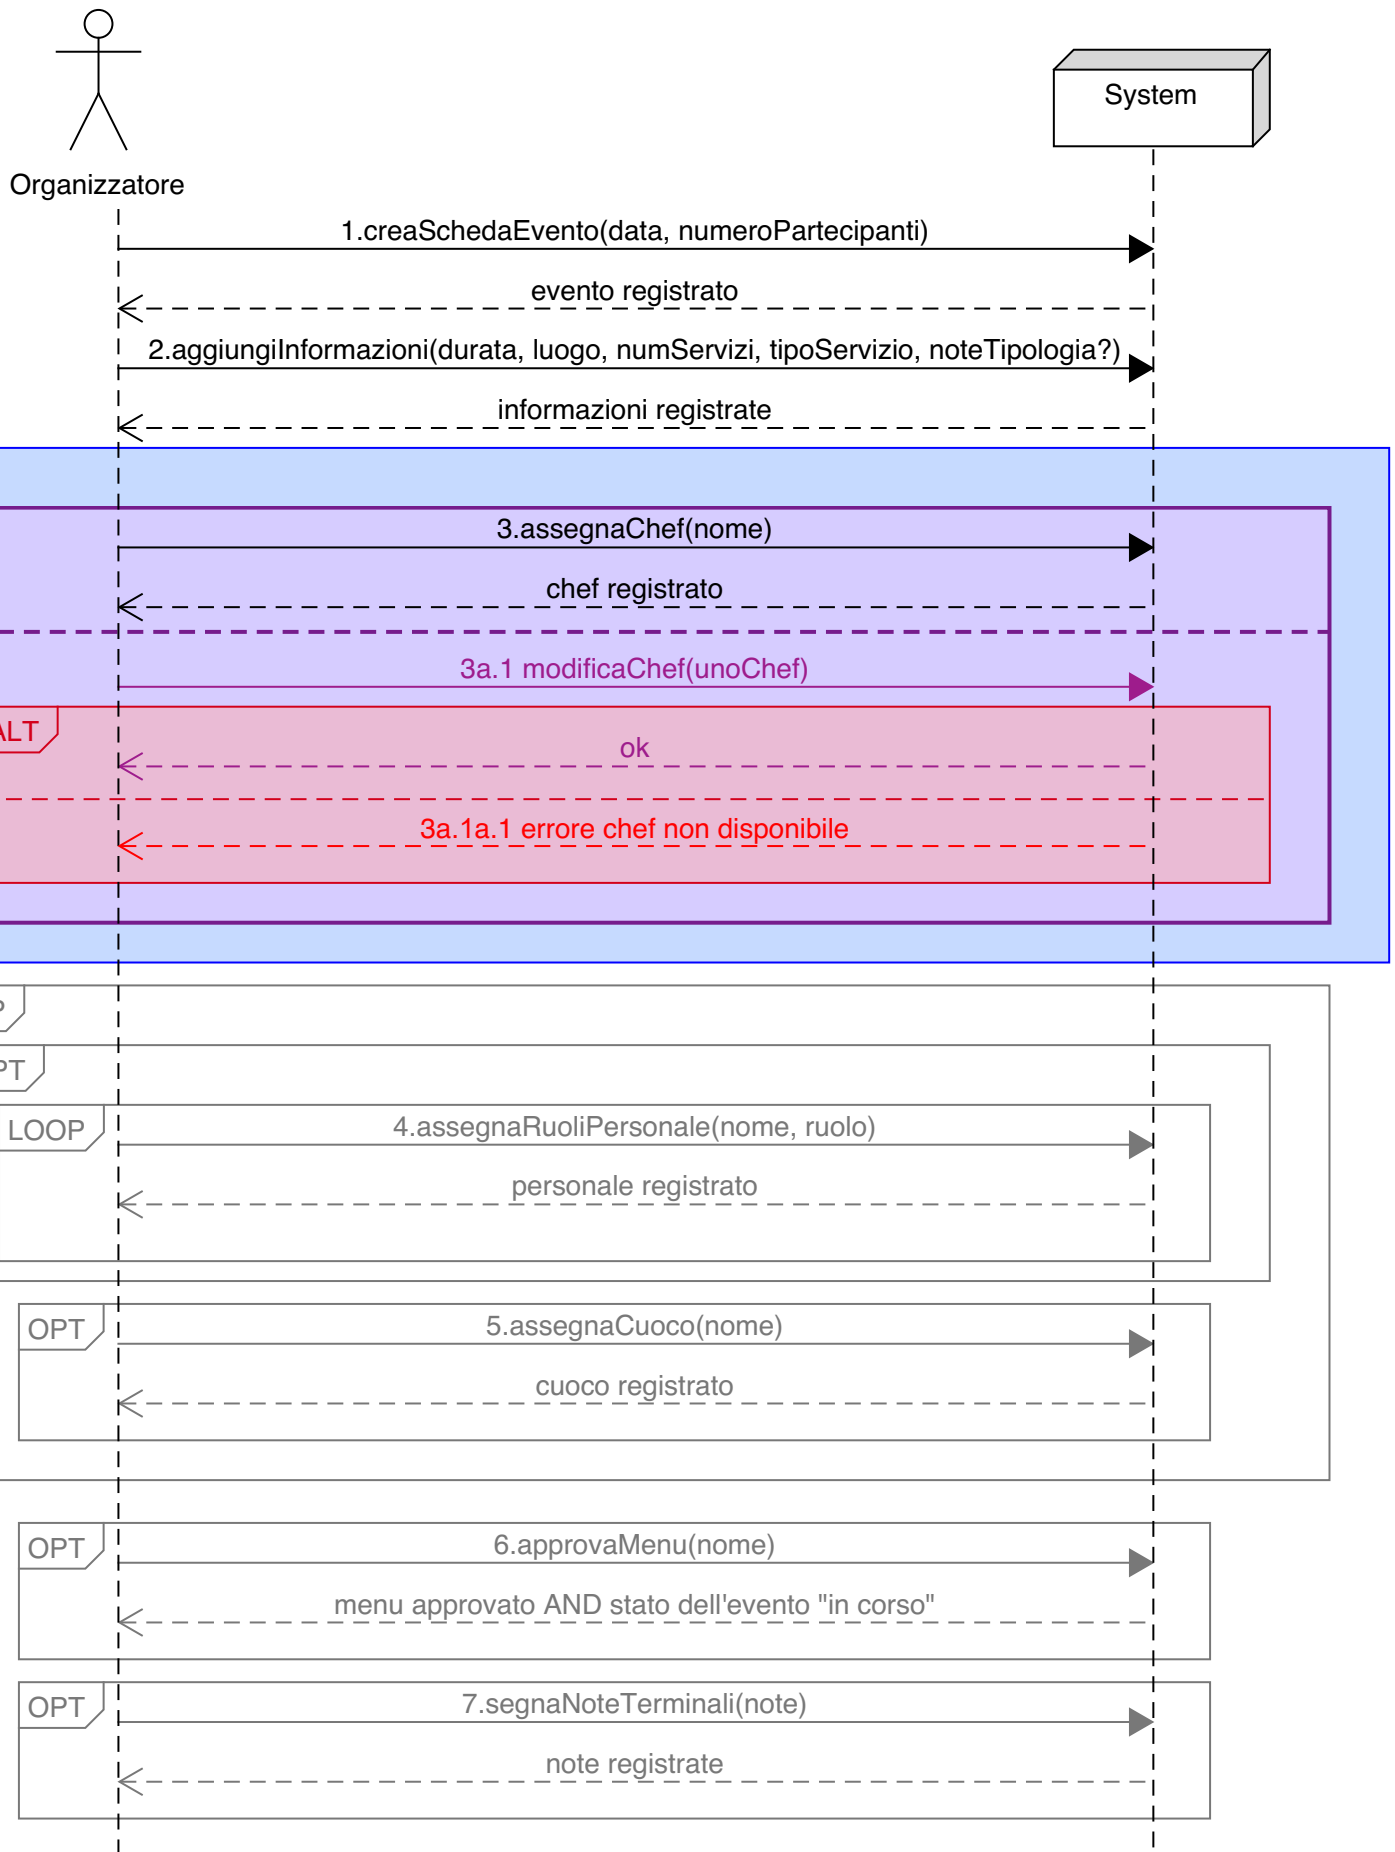 System
Organizzatore
1.creaSchedaEvento(data, numeroPartecipanti)
evento registrato
2.aggiungiInformazioni(durata, luogo, numServizi, tipoServizio, noteTipologia?)
informazioni registrate
3.assegnaChef(nome)
chef registrato
3a.1 modificaChef(unoChef)
ALT
ok
3a.1a.1 errore chef non disponibile
P
PT
LOOP
4.assegnaRuoliPersonale(nome, ruolo)
personale registrato
OPT
5.assegnaCuoco(nome)
cuoco registrato
OPT
6.approvaMenu(nome)
menu approvato AND stato dell'evento "in corso"
OPT
7.segnaNoteTerminali(note)
note registrate